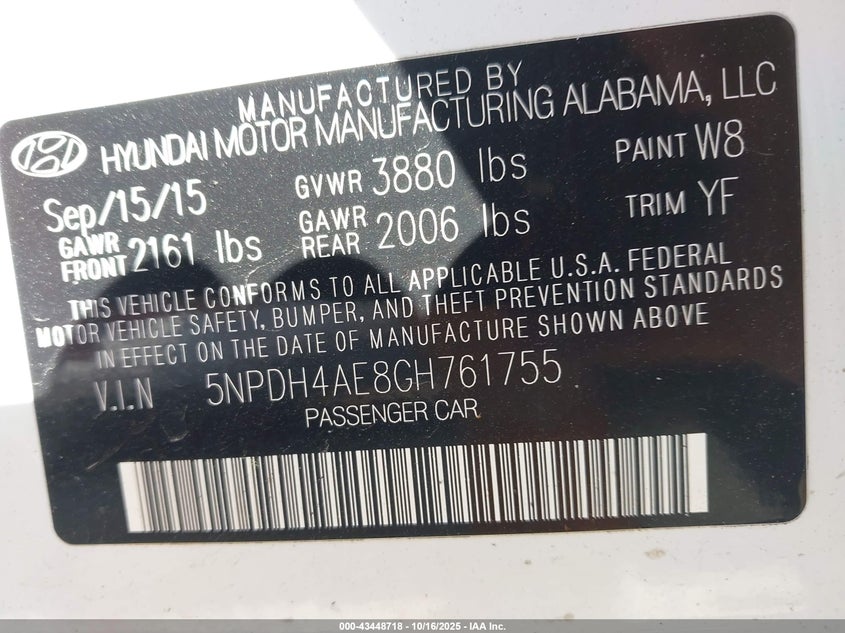 MANUFACTURED BY
HYUNDAI MOTOR MANUFACTURING ALABAMA, LLC
Sep/15/15 GVWR 3880 lbs PAINT W8
GAWR FRONT 2161 lbs GAWR REAR 2006 lbs TRIM YF
THIS VEHICLE CONFORMS TO ALL APPLICABLE U.S.A. FEDERAL
MOTOR VEHICLE SAFETY, BUMPER, AND THEFT PREVENTION STANDARDS
IN EFFECT ON THE DATE OF MANUFACTURE SHOWN ABOVE
V.I.N 5NPDH4AE8GH761755
PASSENGER CAR
000-43448718 - 10/16/2025 - IAA Inc.